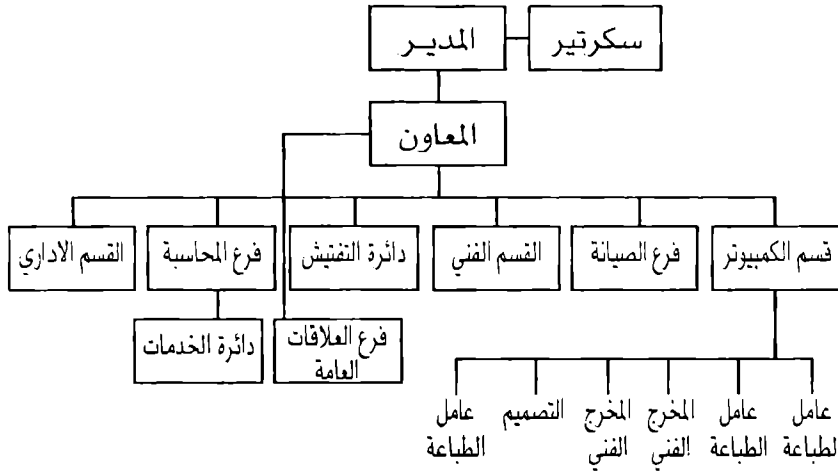 سكرتير
المدير
المعاون
قسم الكمبيوتر
فرع الصيانة
القسم الفني
دائرة التفتيش
فرع المحاسبة
القسم الاداري
فرع العلاقات
العامة
دائرة الخدمات
عامل
الطباعة
عامل
الطباعة
المخرج
الفني
المخرج
الفني
التصميم
عامل
الطباعة